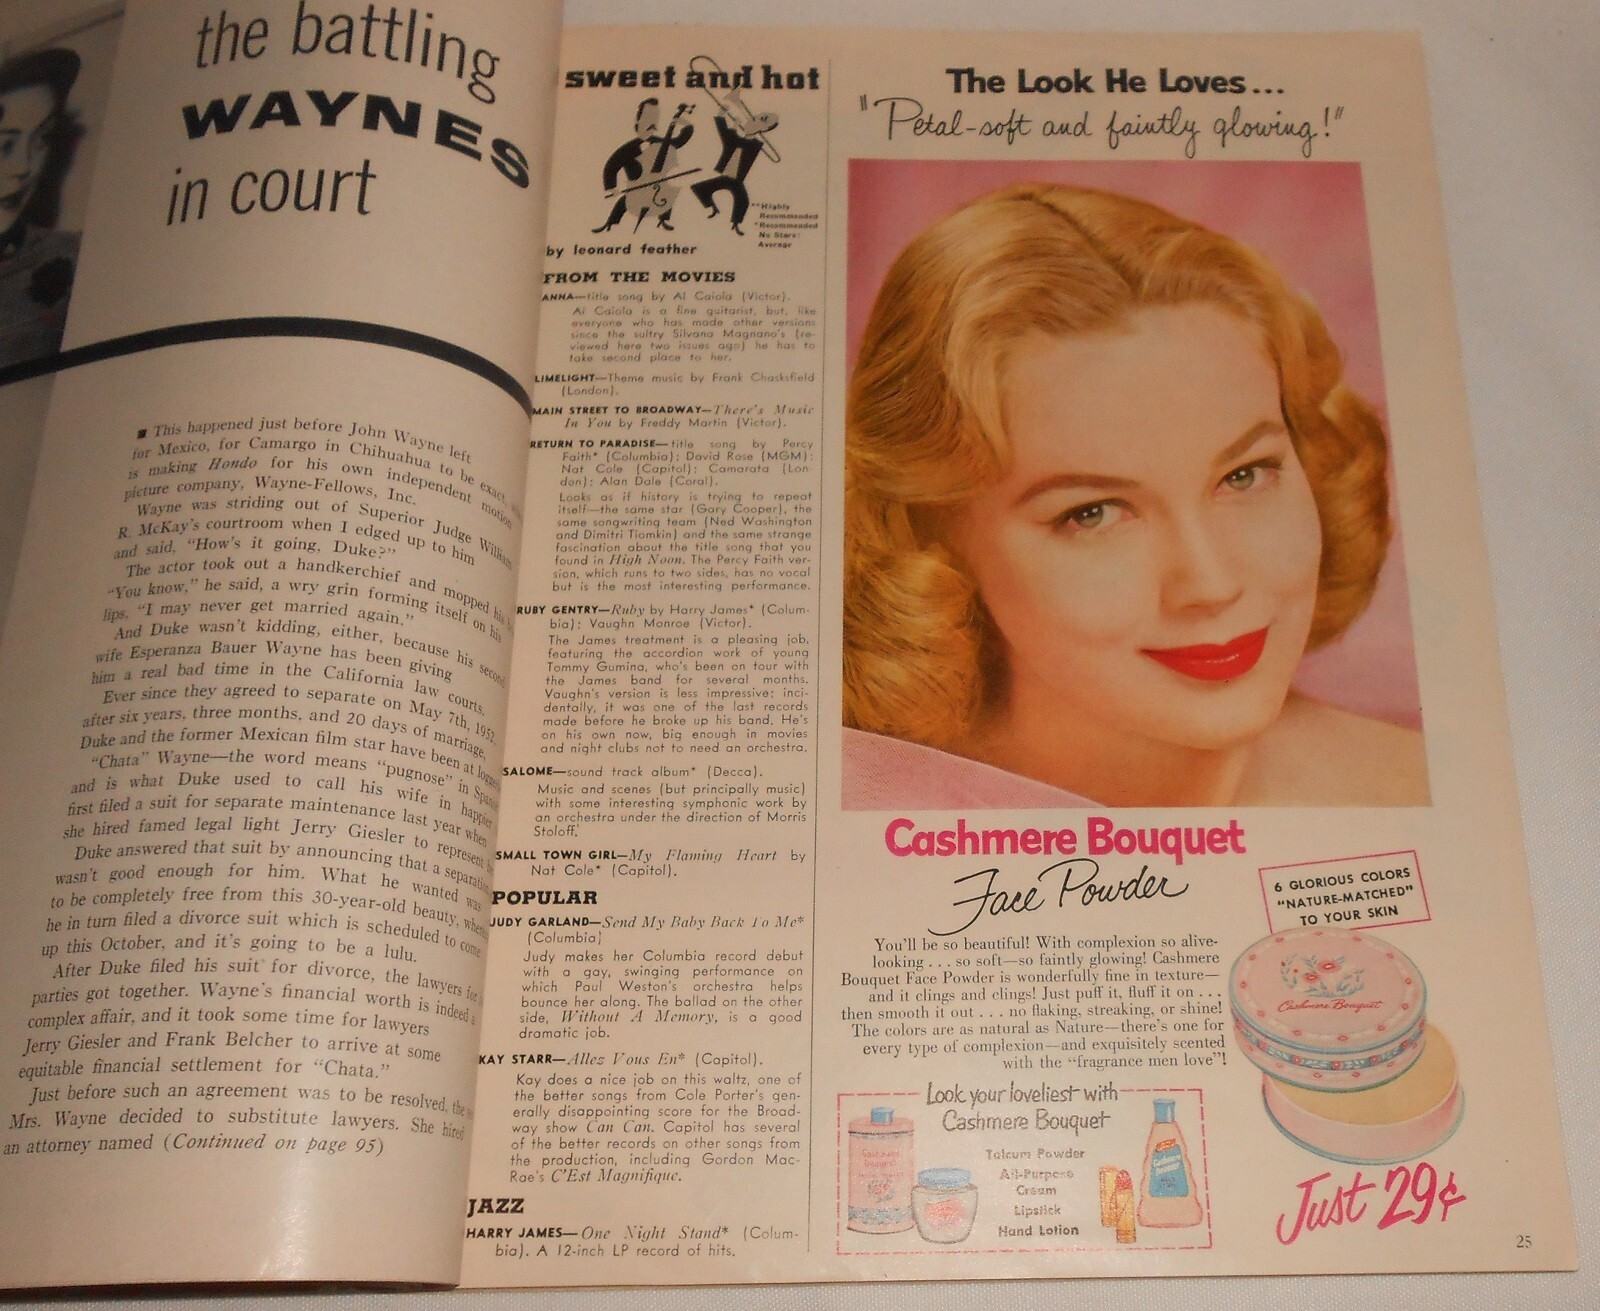 the battling
WAYNES
in court
■ This happened just before John Wayne left
for Mexico, for Camargo in Chihuahua to be exact,
is making Hondo for his own independent motion
picture company, Wayne-Fellows, Inc.
Wayne was striding out of Superior Judge William
R. McKay's courtroom when I edged up to him
and said, "How's it going, Duke?"
The actor took out a handkerchief and mopped his
"You know," he said, a wry grin forming itself on his
lips, "I may never get married again."
And Duke wasn't kidding, either, because his second
wife Esperanza Bauer Wayne has been giving
him a real bad time in the California law courts.
Ever since they agreed to separate on May 7th, 1952,
after six years, three months, and 20 days of marriage,
Duke and the former Mexican film star have been at
"Chata" Wayne—the word means "pugnose" in
and is what Duke used to call his wife in happier
first filed a suit for separate maintenance last year when
she hired famed legal light Jerry Giesler to represent
Duke answered that suit by announcing that a separation
wasn't good enough for him. What he wanted was
to be completely free from this 30-year-old beauty,
he in turn filed a divorce suit which is scheduled to come
up this October, and it's going to be a lulu.
After Duke filed his suit for divorce, the lawyers for
parties got together. Wayne's financial worth is indeed a
complex affair, and it took some time for lawyers
Jerry Giesler and Frank Belcher to arrive at some
equitable financial settlement for "Chata."
Just before such an agreement was to be resolved, the
Mrs. Wayne decided to substitute lawyers. She hired
an attorney named (Continued on page 95)
sweet and hot
**Highly
Recommended
*Recommended
No Stars:
Average
by leonard feather
FROM THE MOVIES
ANNA—title song by Al Caiola (Victor).
Al Caiola is a fine guitarist, but, like
everyone who has made other versions
since the sultry Silvana Magnano's (re-
viewed here two issues ago) he has to
take second place to her.
LIMELIGHT—Theme music by Frank Chacksfield
(London).
MAIN STREET TO BROADWAY—There's Music
In You by Freddy Martin (Victor).
RETURN TO PARADISE—title song by Percy
Faith* (Columbia); David Rose (MGM);
Nat Cole (Capitol); Camarata (Lon-
don); Alan Dale (Coral).
Looks as if history is trying to repeat
itself—the same star (Gary Cooper), the
same songwriting team (Ned Washington
and Dimitri Tiomkin) and the same strange
fascination about the title song that you
found in High Noon. The Percy Faith ver-
sion, which runs to two sides, has no vocal
but is the most interesting performance.
RUBY GENTRY—Ruby by Harry James* (Colum-
bia); Vaughn Monroe (Victor).
The James treatment is a pleasing job,
featuring the accordion work of young
Tommy Gumina, who's been on tour with
the James band for several months.
Vaughn's version is less impressive; inci-
dentally, it was one of the last records
made before he broke up his band. He's
on his own now, big enough in movies
and night clubs not to need an orchestra.
SALOME—sound track album* (Decca).
Music and scenes (but principally music)
with some interesting symphonic work by
an orchestra under the direction of Morris
Stoloff.
SMALL TOWN GIRL—My Flaming Heart by
Nat Cole* (Capitol).
POPULAR
JUDY GARLAND—Send My Baby Back To Me*
(Columbia)
Judy makes her Columbia record debut
with a gay, swinging performance on
which Paul Weston's orchestra helps
bounce her along. The ballad on the other
side, Without A Memory, is a good
dramatic job.
KAY STARR—Allez Vous En* (Capitol).
Kay does a nice job on this waltz, one of
the better songs from Cole Porter's gen-
erally disappointing score for the Broad-
way show Can Can. Capitol has several
of the better records on other songs from
the production, including Gordon Mac-
Rae's C'Est Magnifique.
JAZZ
HARRY JAMES—One Night Stand* (Colum-
bia). A 12-inch LP record of hits.
The Look He Loves...
"Petal-soft and faintly glowing!"
Cashmere Bouquet
Face Powder
6 GLORIOUS COLORS
"NATURE-MATCHED"
TO YOUR SKIN
You'll be so beautiful! With complexion so alive-
looking . . . so soft—so faintly glowing! Cashmere
Bouquet Face Powder is wonderfully fine in texture—
and it clings and clings! Just puff it, fluff it on . . .
then smooth it out . . . no flaking, streaking, or shine!
The colors are as natural as Nature—there's one for
every type of complexion—and exquisitely scented
with the "fragrance men love"!
Cashmere Bouquet
Look your loveliest with
Cashmere Bouquet
Talcum Powder
All-Purpose
Cream
Lipstick
Hand Lotion
Cashmere
Bouquet
Just 29¢
25